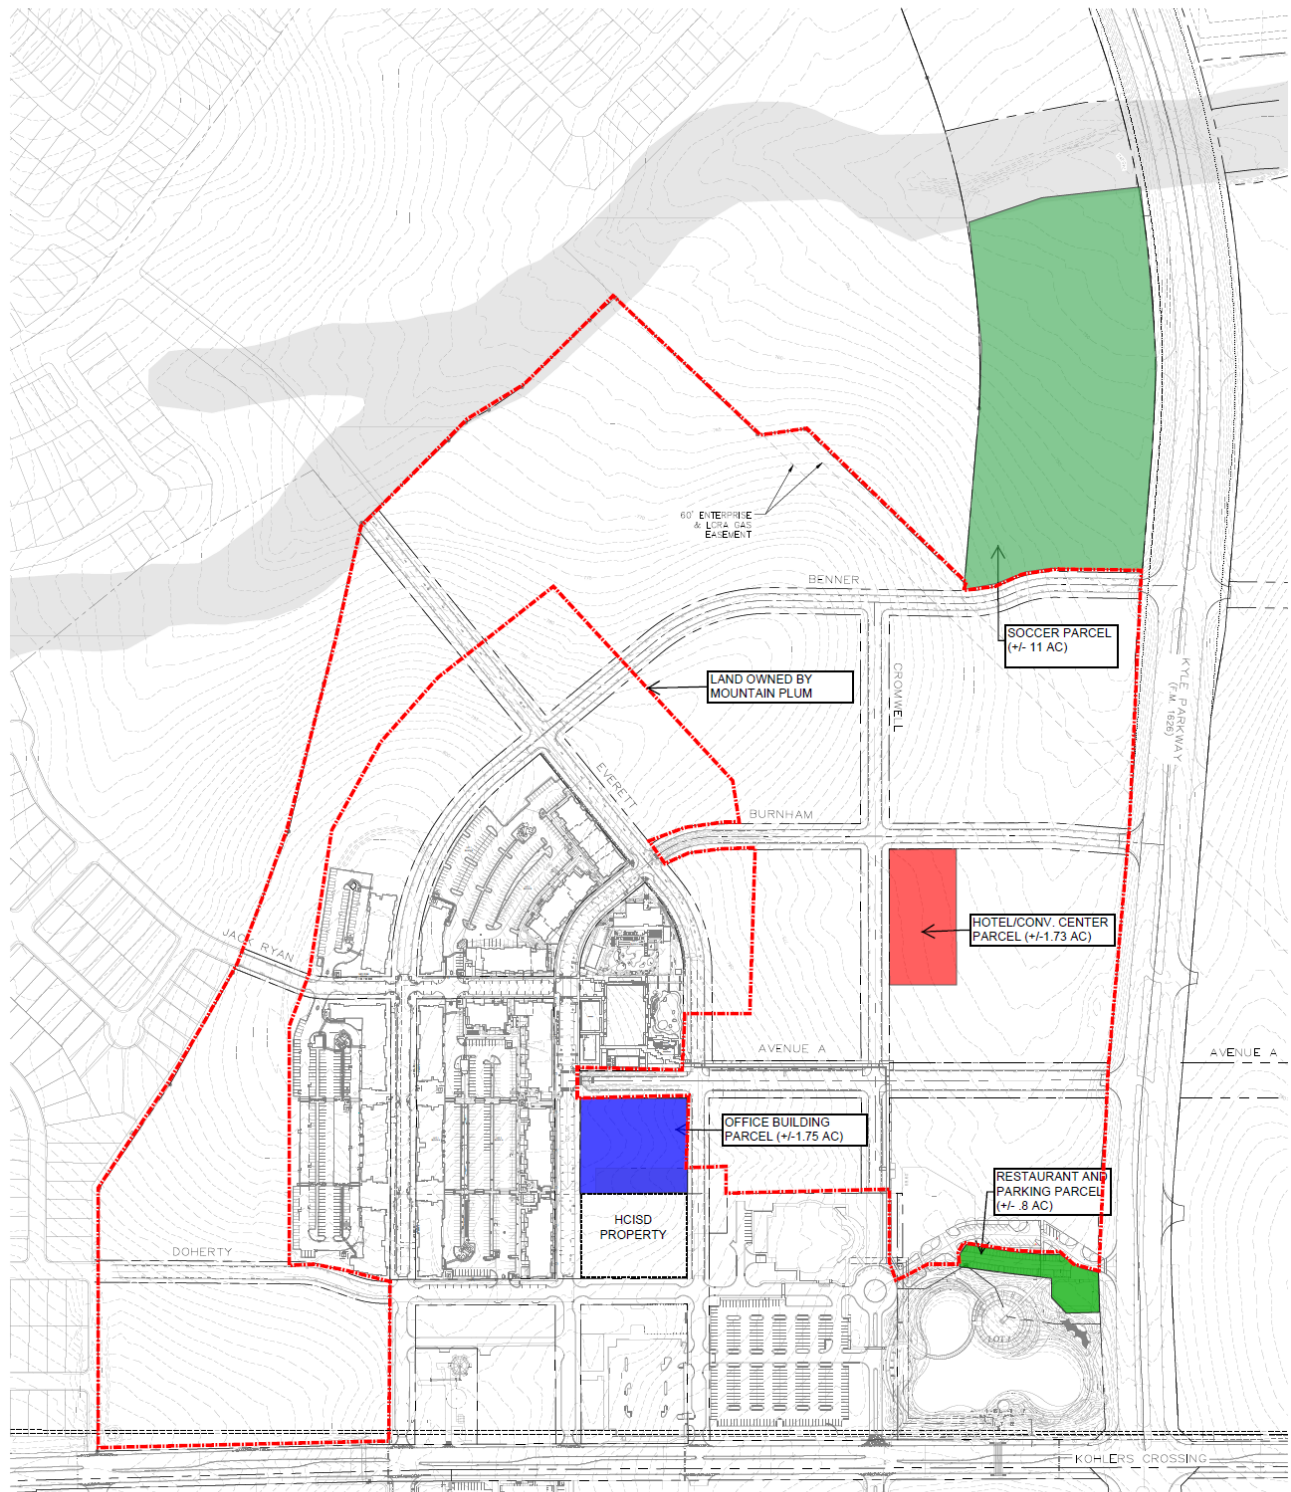 60' ENTERPRISE
& LCRA GAS
EASEMENT
BENNER
SOCCER PARCEL
(+/- 11 AC)
LAND OWNED BY
MOUNTAIN PLUM
CROMWELL
KYLE PARKWAY
(F.M. 1626)
EVERETT
BURNHAM
HOTEL/CONV. CENTER
PARCEL (+/-1.73 AC)
JACK RYAN
AVENUE A
AVENUE A
OFFICE BUILDING
PARCEL (+/-1.75 AC)
RESTAURANT AND
PARKING PARCEL
(+/- .8 AC)
HCISD
PROPERTY
DOHERTY
KOHLERS CROSSING